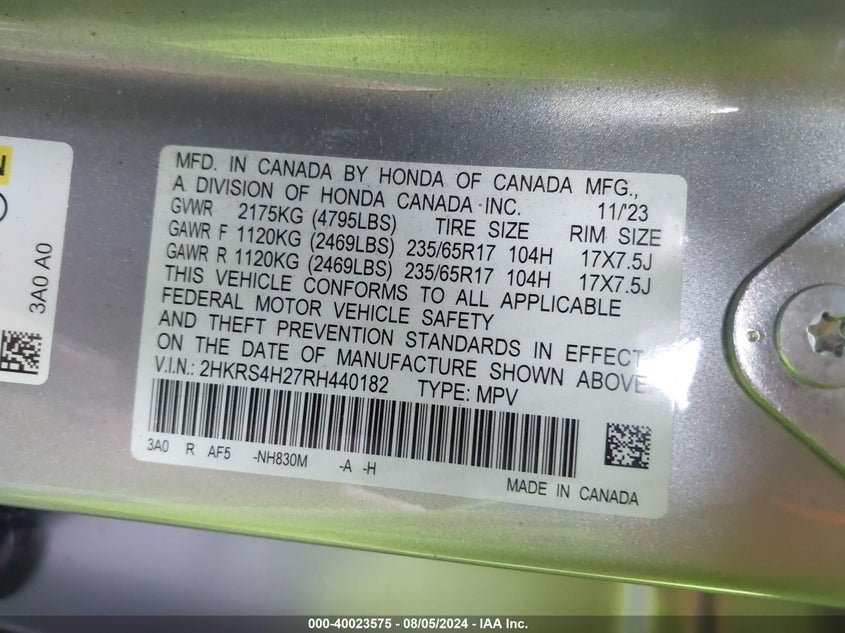 N
3A0 A0
MFD. IN CANADA BY HONDA OF CANADA MFG.,
A DIVISION OF HONDA CANADA INC. 11/'23
GVWR 2175KG (4795LBS) TIRE SIZE RIM SIZE
GAWR F 1120KG (2469LBS) 235/65R17 104H 17X7.5J
GAWR R 1120KG (2469LBS) 235/65R17 104H 17X7.5J
THIS VEHICLE CONFORMS TO ALL APPLICABLE
FEDERAL MOTOR VEHICLE SAFETY
AND THEFT PREVENTION STANDARDS IN EFFECT
ON THE DATE OF MANUFACTURE SHOWN ABOVE.
V.I.N.: 2HKRS4H27RH440182 TYPE: MPV
3A0 R AF5 -NH830M -A -H
MADE IN CANADA
000-40023575 - 08/05/2024 - IAA Inc.